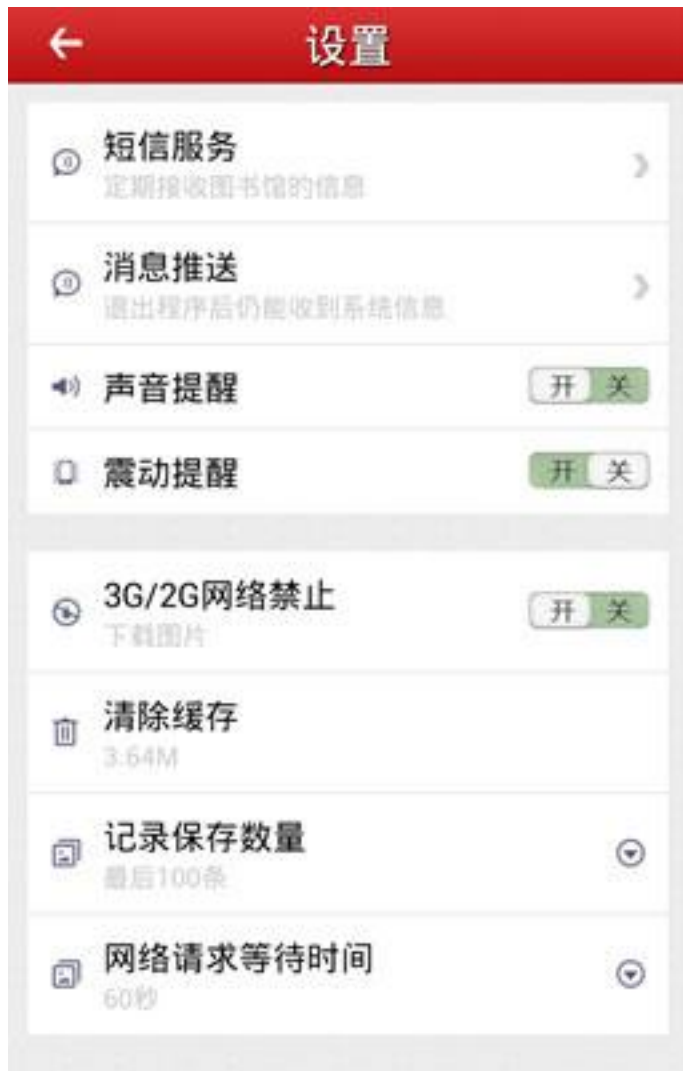 设置
短信服务
定期接收图书馆的信息
消息推送
退出程序后仍能收到系统信息
声音提醒 开 关
震动提醒 开 关
3G/2G网络禁止 开 关
下载图片
清除缓存
3.64M
记录保存数量
最后100条
网络请求等待时间
60秒